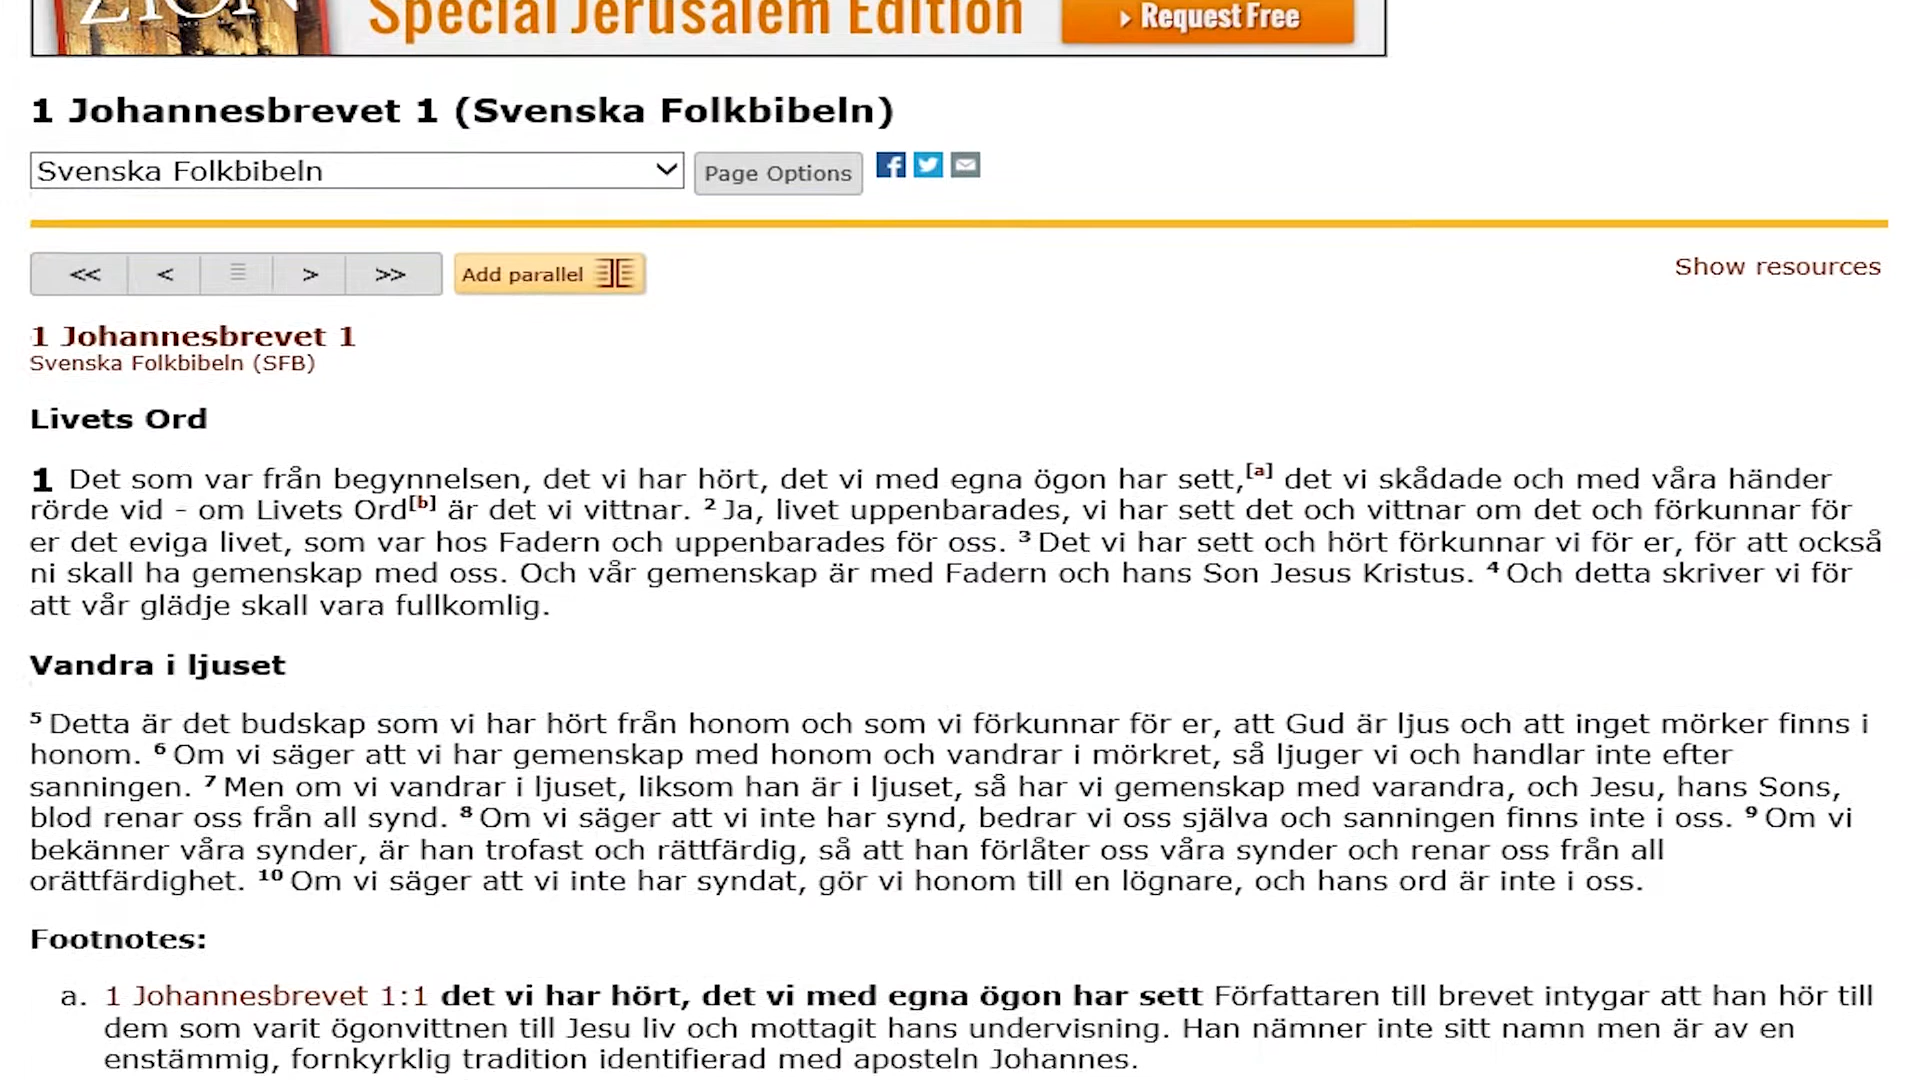 ZION
Special Jerusalem Edition
Request Free
1 Johannesbrevet 1 (Svenska Folkbibeln)
Svenska Folkbibeln
Page Options
<< < > >>
Add parallel
Show resources
1 Johannesbrevet 1
Svenska Folkbibeln (SFB)
Livets Ord
1 Det som var från begynnelsen, det vi har hört, det vi med egna ögon har sett,[a] det vi skådade och med våra händer
rörde vid - om Livets Ord[b] är det vi vittnar. 2 Ja, livet uppenbarades, vi har sett det och vittnar om det och förkunnar för
er det eviga livet, som var hos Fadern och uppenbarades för oss. 3 Det vi har sett och hört förkunnar vi för er, för att också
ni skall ha gemenskap med oss. Och vår gemenskap är med Fadern och hans Son Jesus Kristus. 4 Och detta skriver vi för
att vår glädje skall vara fullkomlig.
Vandra i ljuset
5 Detta är det budskap som vi har hört från honom och som vi förkunnar för er, att Gud är ljus och att inget mörker finns i
honom. 6 Om vi säger att vi har gemenskap med honom och vandrar i mörkret, så ljuger vi och handlar inte efter
sanningen. 7 Men om vi vandrar i ljuset, liksom han är i ljuset, så har vi gemenskap med varandra, och Jesu, hans Sons,
blod renar oss från all synd. 8 Om vi säger att vi inte har synd, bedrar vi oss själva och sanningen finns inte i oss. 9 Om vi
bekänner våra synder, är han trofast och rättfärdig, så att han förlåter oss våra synder och renar oss från all
orättfärdighet. 10 Om vi säger att vi inte har syndat, gör vi honom till en lögnare, och hans ord är inte i oss.
Footnotes:
a. 1 Johannesbrevet 1:1 det vi har hört, det vi med egna ögon har sett Författaren till brevet intygar att han hör till
dem som varit ögonvittnen till Jesu liv och mottagit hans undervisning. Han nämner inte sitt namn men är av en
enstämmig, fornkyrklig tradition identifierad med aposteln Johannes.